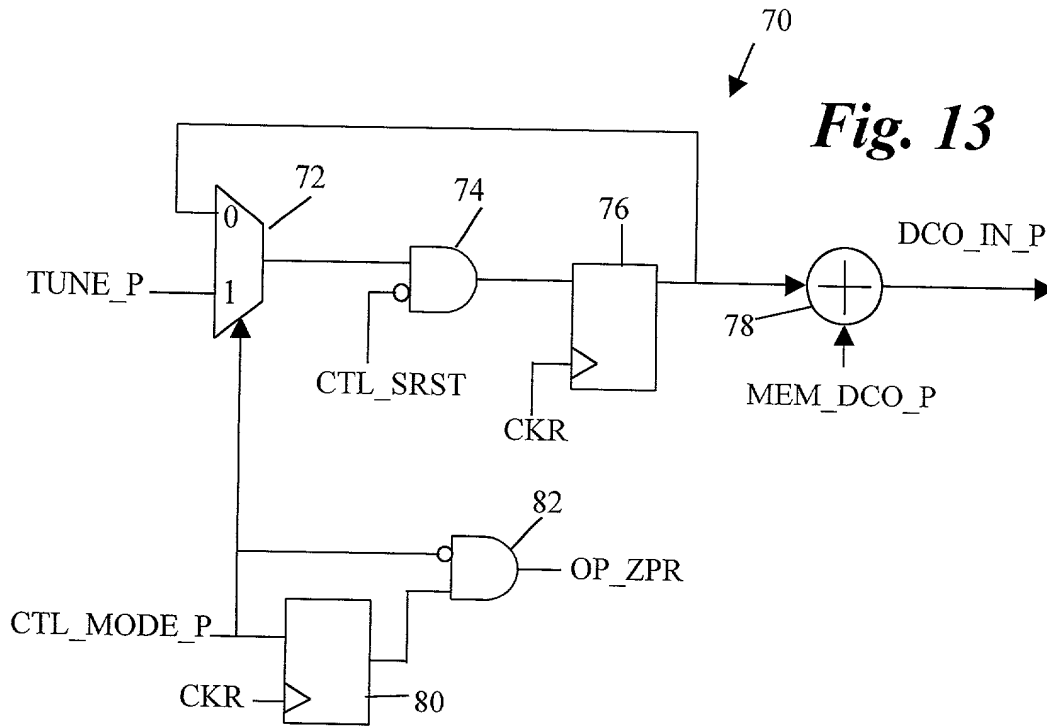 70
Fig. 13
72
74
76
0
DCO_IN_P
TUNE_P
1
78
CTL_SRST
MEM_DCO_P
CKR
82
OP_ZPR
CTL_MODE_P
CKR
80